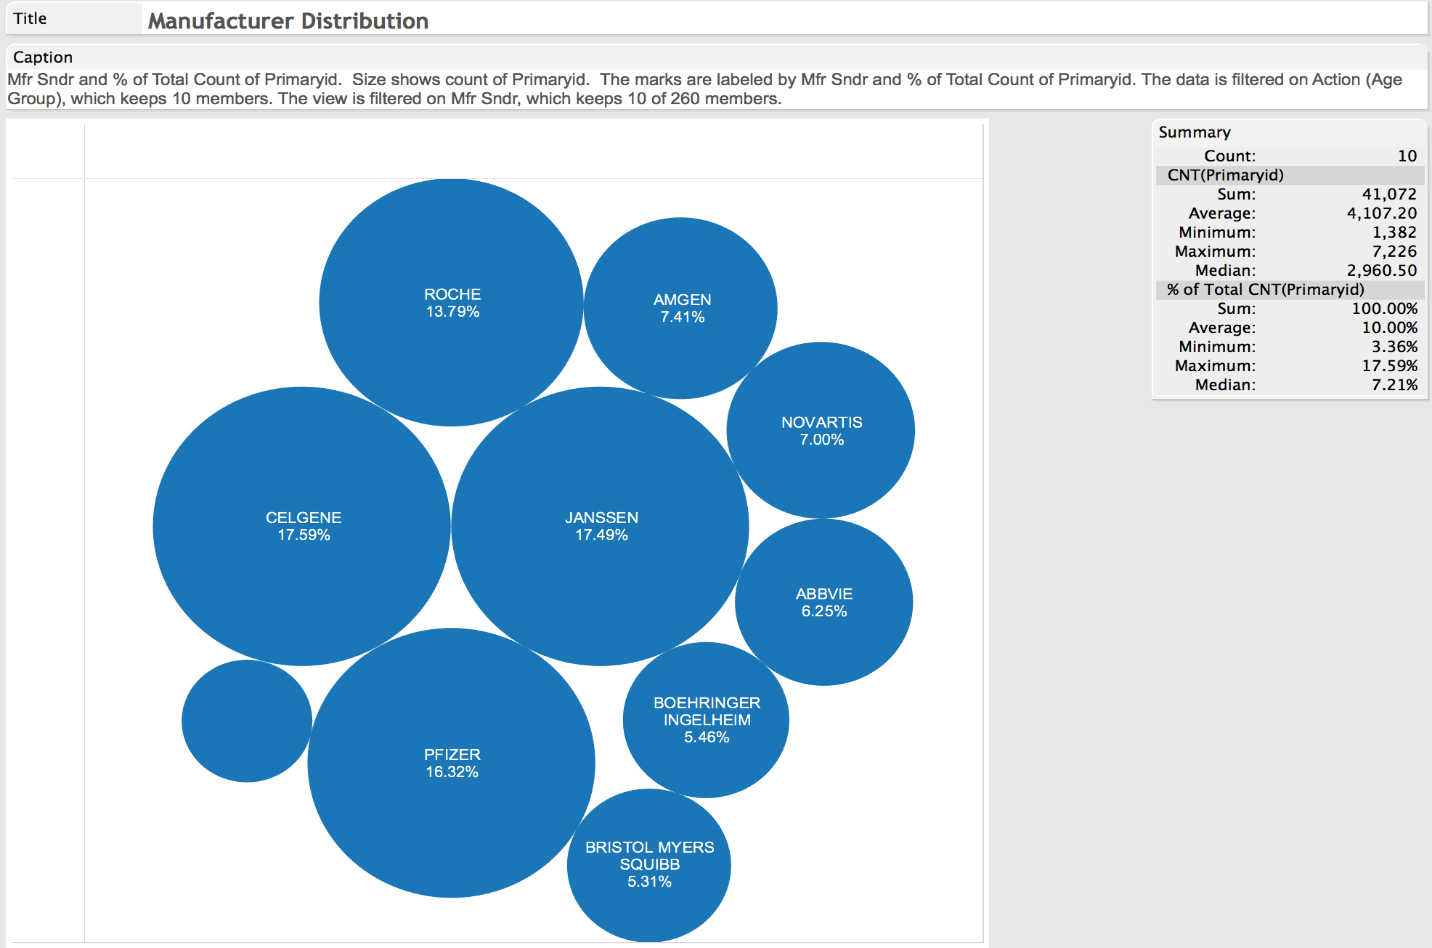 Title
Manufacturer Distribution
Caption
Mfr Sndr and % of Total Count of Primaryid.  Size shows count of Primaryid.  The marks are labeled by Mfr Sndr and % of Total Count of Primaryid. The data is filtered on Action (Age
Group), which keeps 10 members. The view is filtered on Mfr Sndr, which keeps 10 of 260 members.
ROCHE
13.79%
AMGEN
7.41%
NOVARTIS
7.00%
CELGENE
17.59%
JANSSEN
17.49%
ABBVIE
6.25%
BOEHRINGER
INGELHEIM
5.46%
PFIZER
16.32%
BRISTOL MYERS
SQUIBB
5.31%
Summary
Count: 10
CNT(Primaryid)
Sum: 41,072
Average: 4,107.20
Minimum: 1,382
Maximum: 7,226
Median: 2,960.50
% of Total CNT(Primaryid)
Sum: 100.00%
Average: 10.00%
Minimum: 3.36%
Maximum: 17.59%
Median: 7.21%